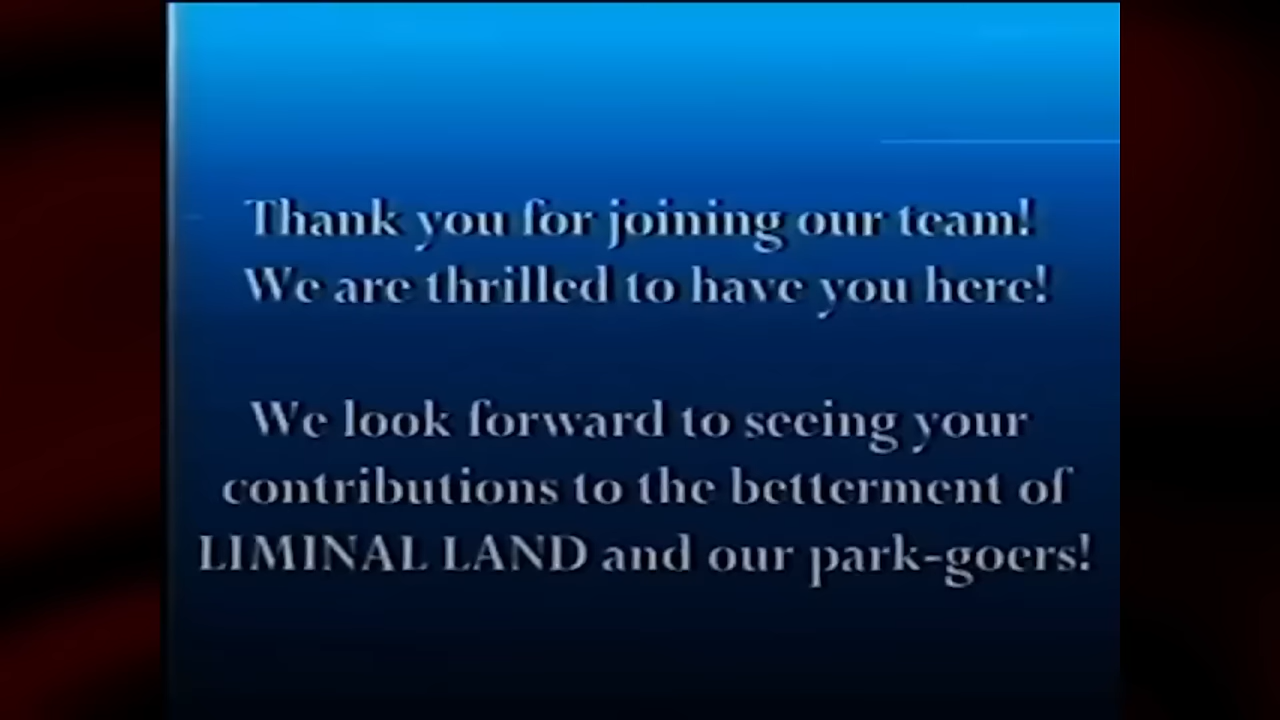 Thank you for joining our team!
We are thrilled to have you here!
We look forward to seeing your
contributions to the betterment of
LIMINAL LAND and our park-goers!